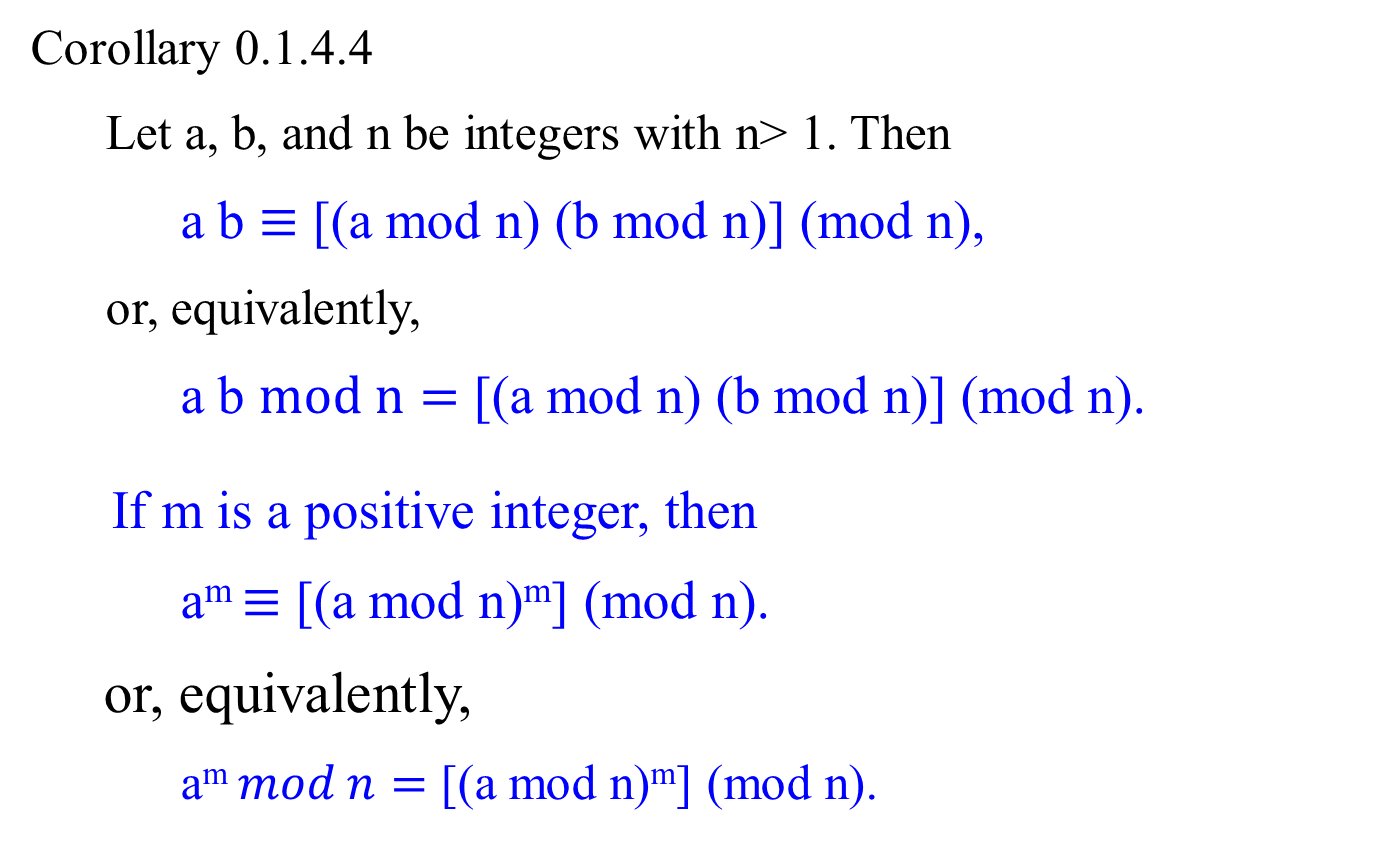 Corollary 0.1.4.4
Let a, b, and n be integers with n> 1. Then
a b ≡ [(a mod n) (b mod n)] (mod n),
or, equivalently,
a b mod n = [(a mod n) (b mod n)] (mod n).
If m is a positive integer, then
aᵐ ≡ [(a mod n)ᵐ] (mod n).
or, equivalently,
aᵐ mod n = [(a mod n)ᵐ] (mod n).